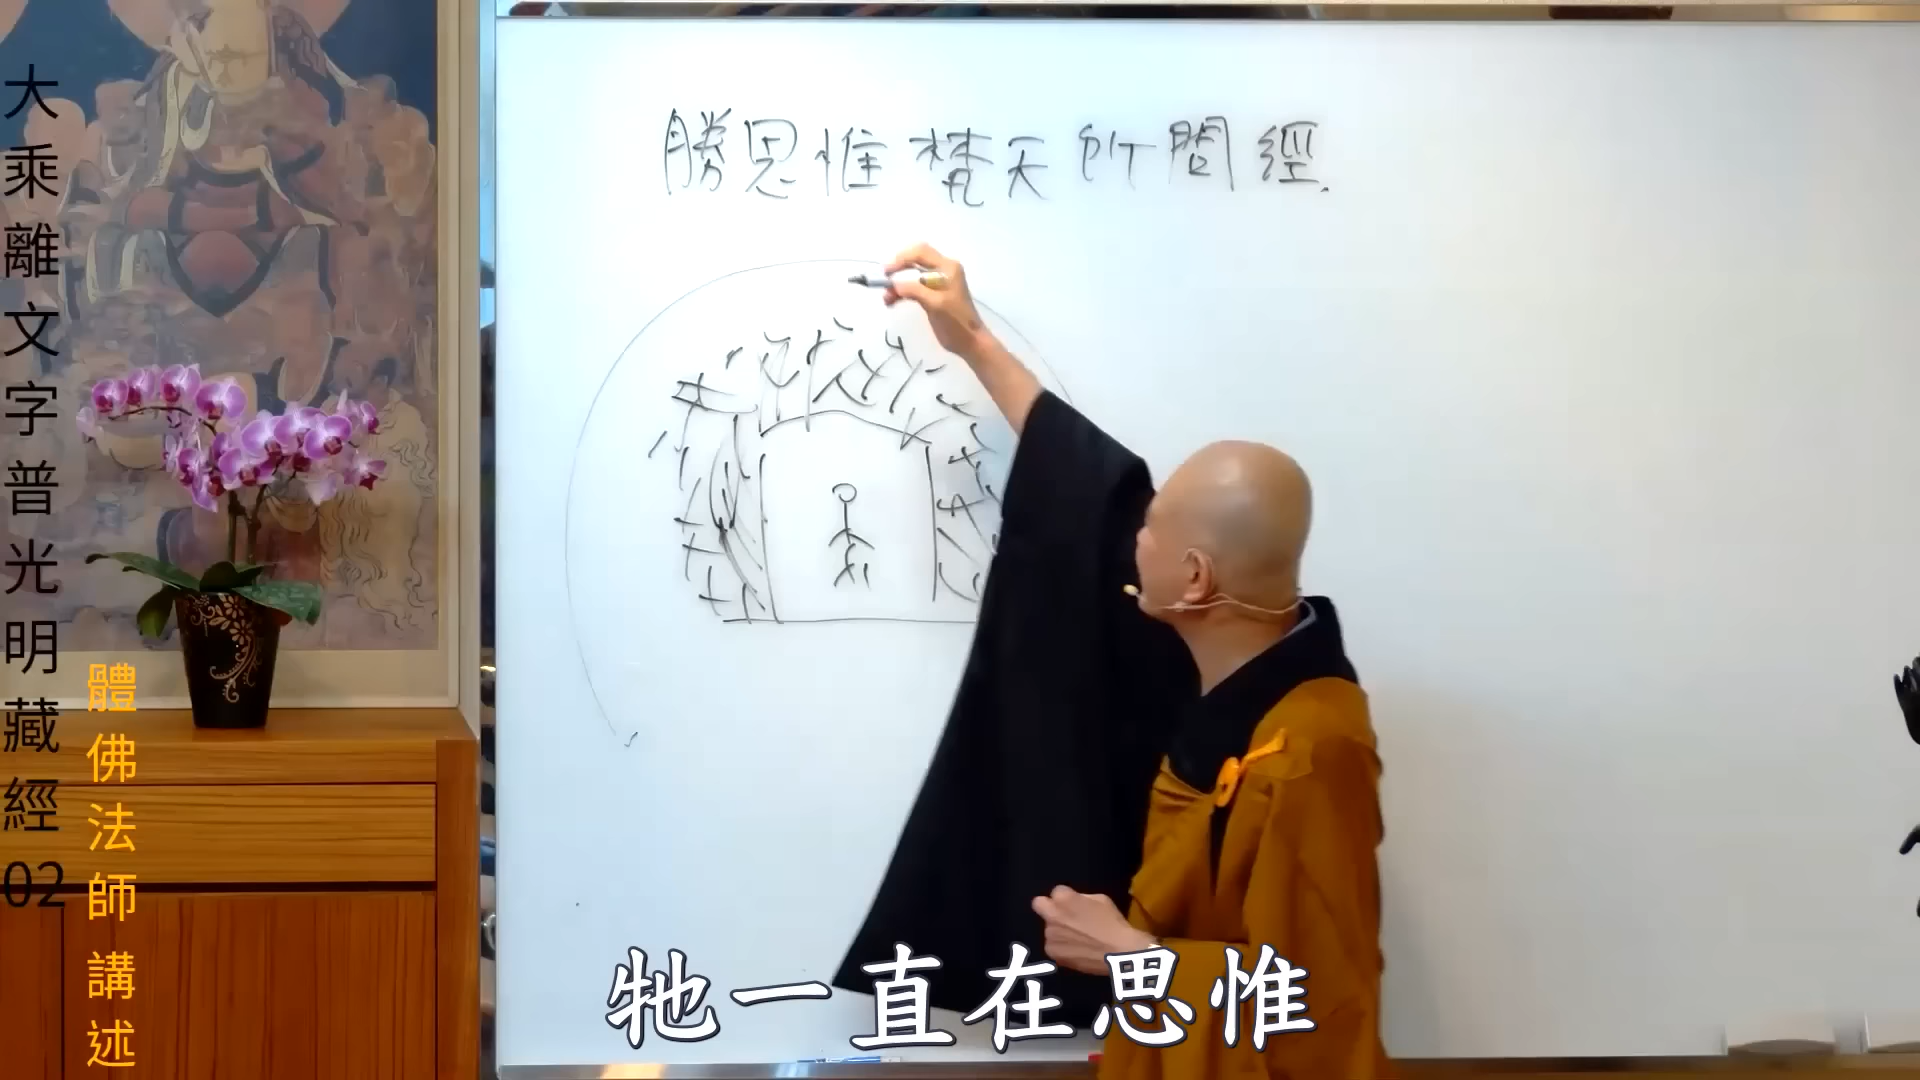 大乘離文字普光明藏經02
體佛法師講述
勝思惟梵天所問經
牠一直在思惟